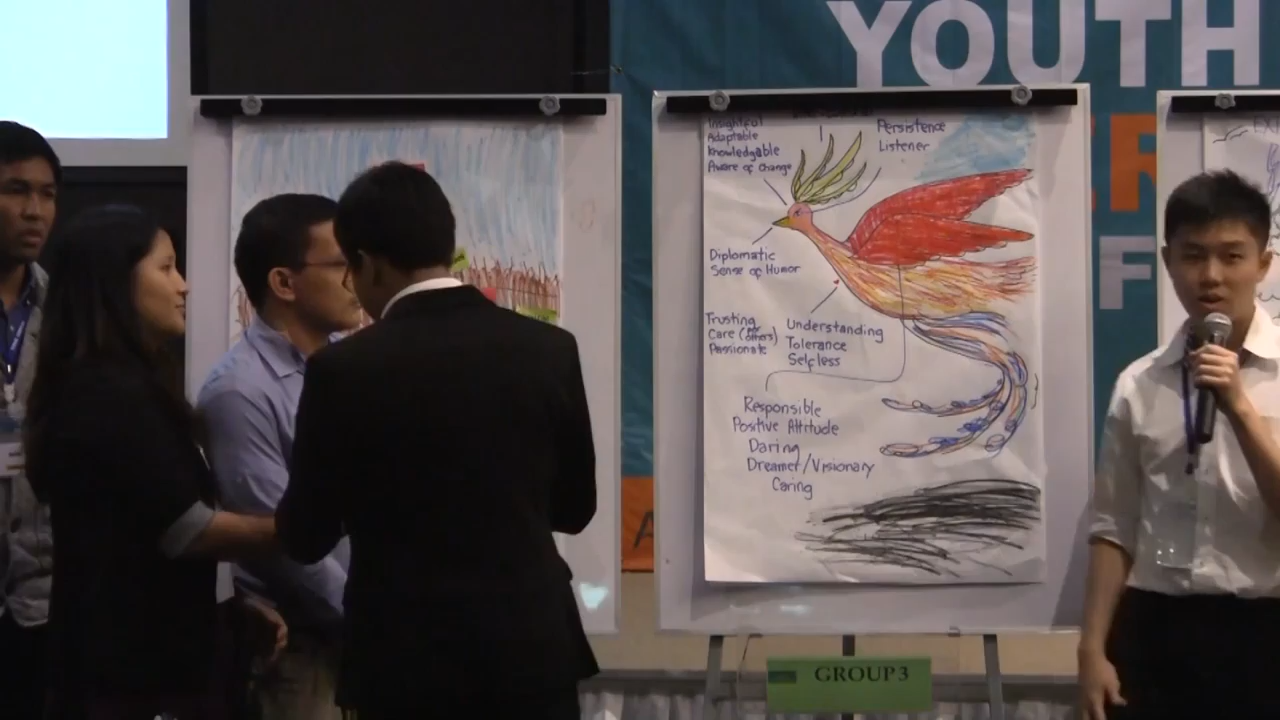 YOUTH
Insightful
Adaptable
Knowledgable
Aware of Change
Persistence
Listener
Diplomatic
Sense of Humor
Trusting
Care (for others)
Passionate
Understanding
Tolerance
Selfless
Responsible
Positive Attitude
Daring
Dreamer/Visionary
Caring
GROUP 3